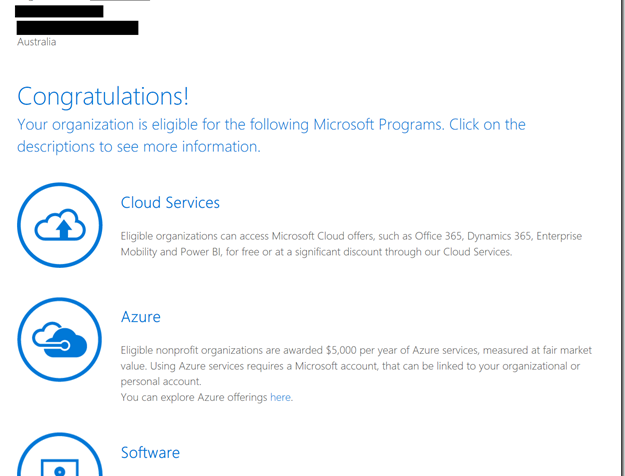 Australia
Congratulations!
Your organization is eligible for the following Microsoft Programs. Click on the
descriptions to see more information.
Cloud Services
Eligible organizations can access Microsoft Cloud offers, such as Office 365, Dynamics 365, Enterprise
Mobility and Power BI, for free or at a significant discount through our Cloud Services.
Azure
Eligible nonprofit organizations are awarded $5,000 per year of Azure services, measured at fair market
value. Using Azure services requires a Microsoft account, that can be linked to your organizational or
personal account.
You can explore Azure offerings here.
Software